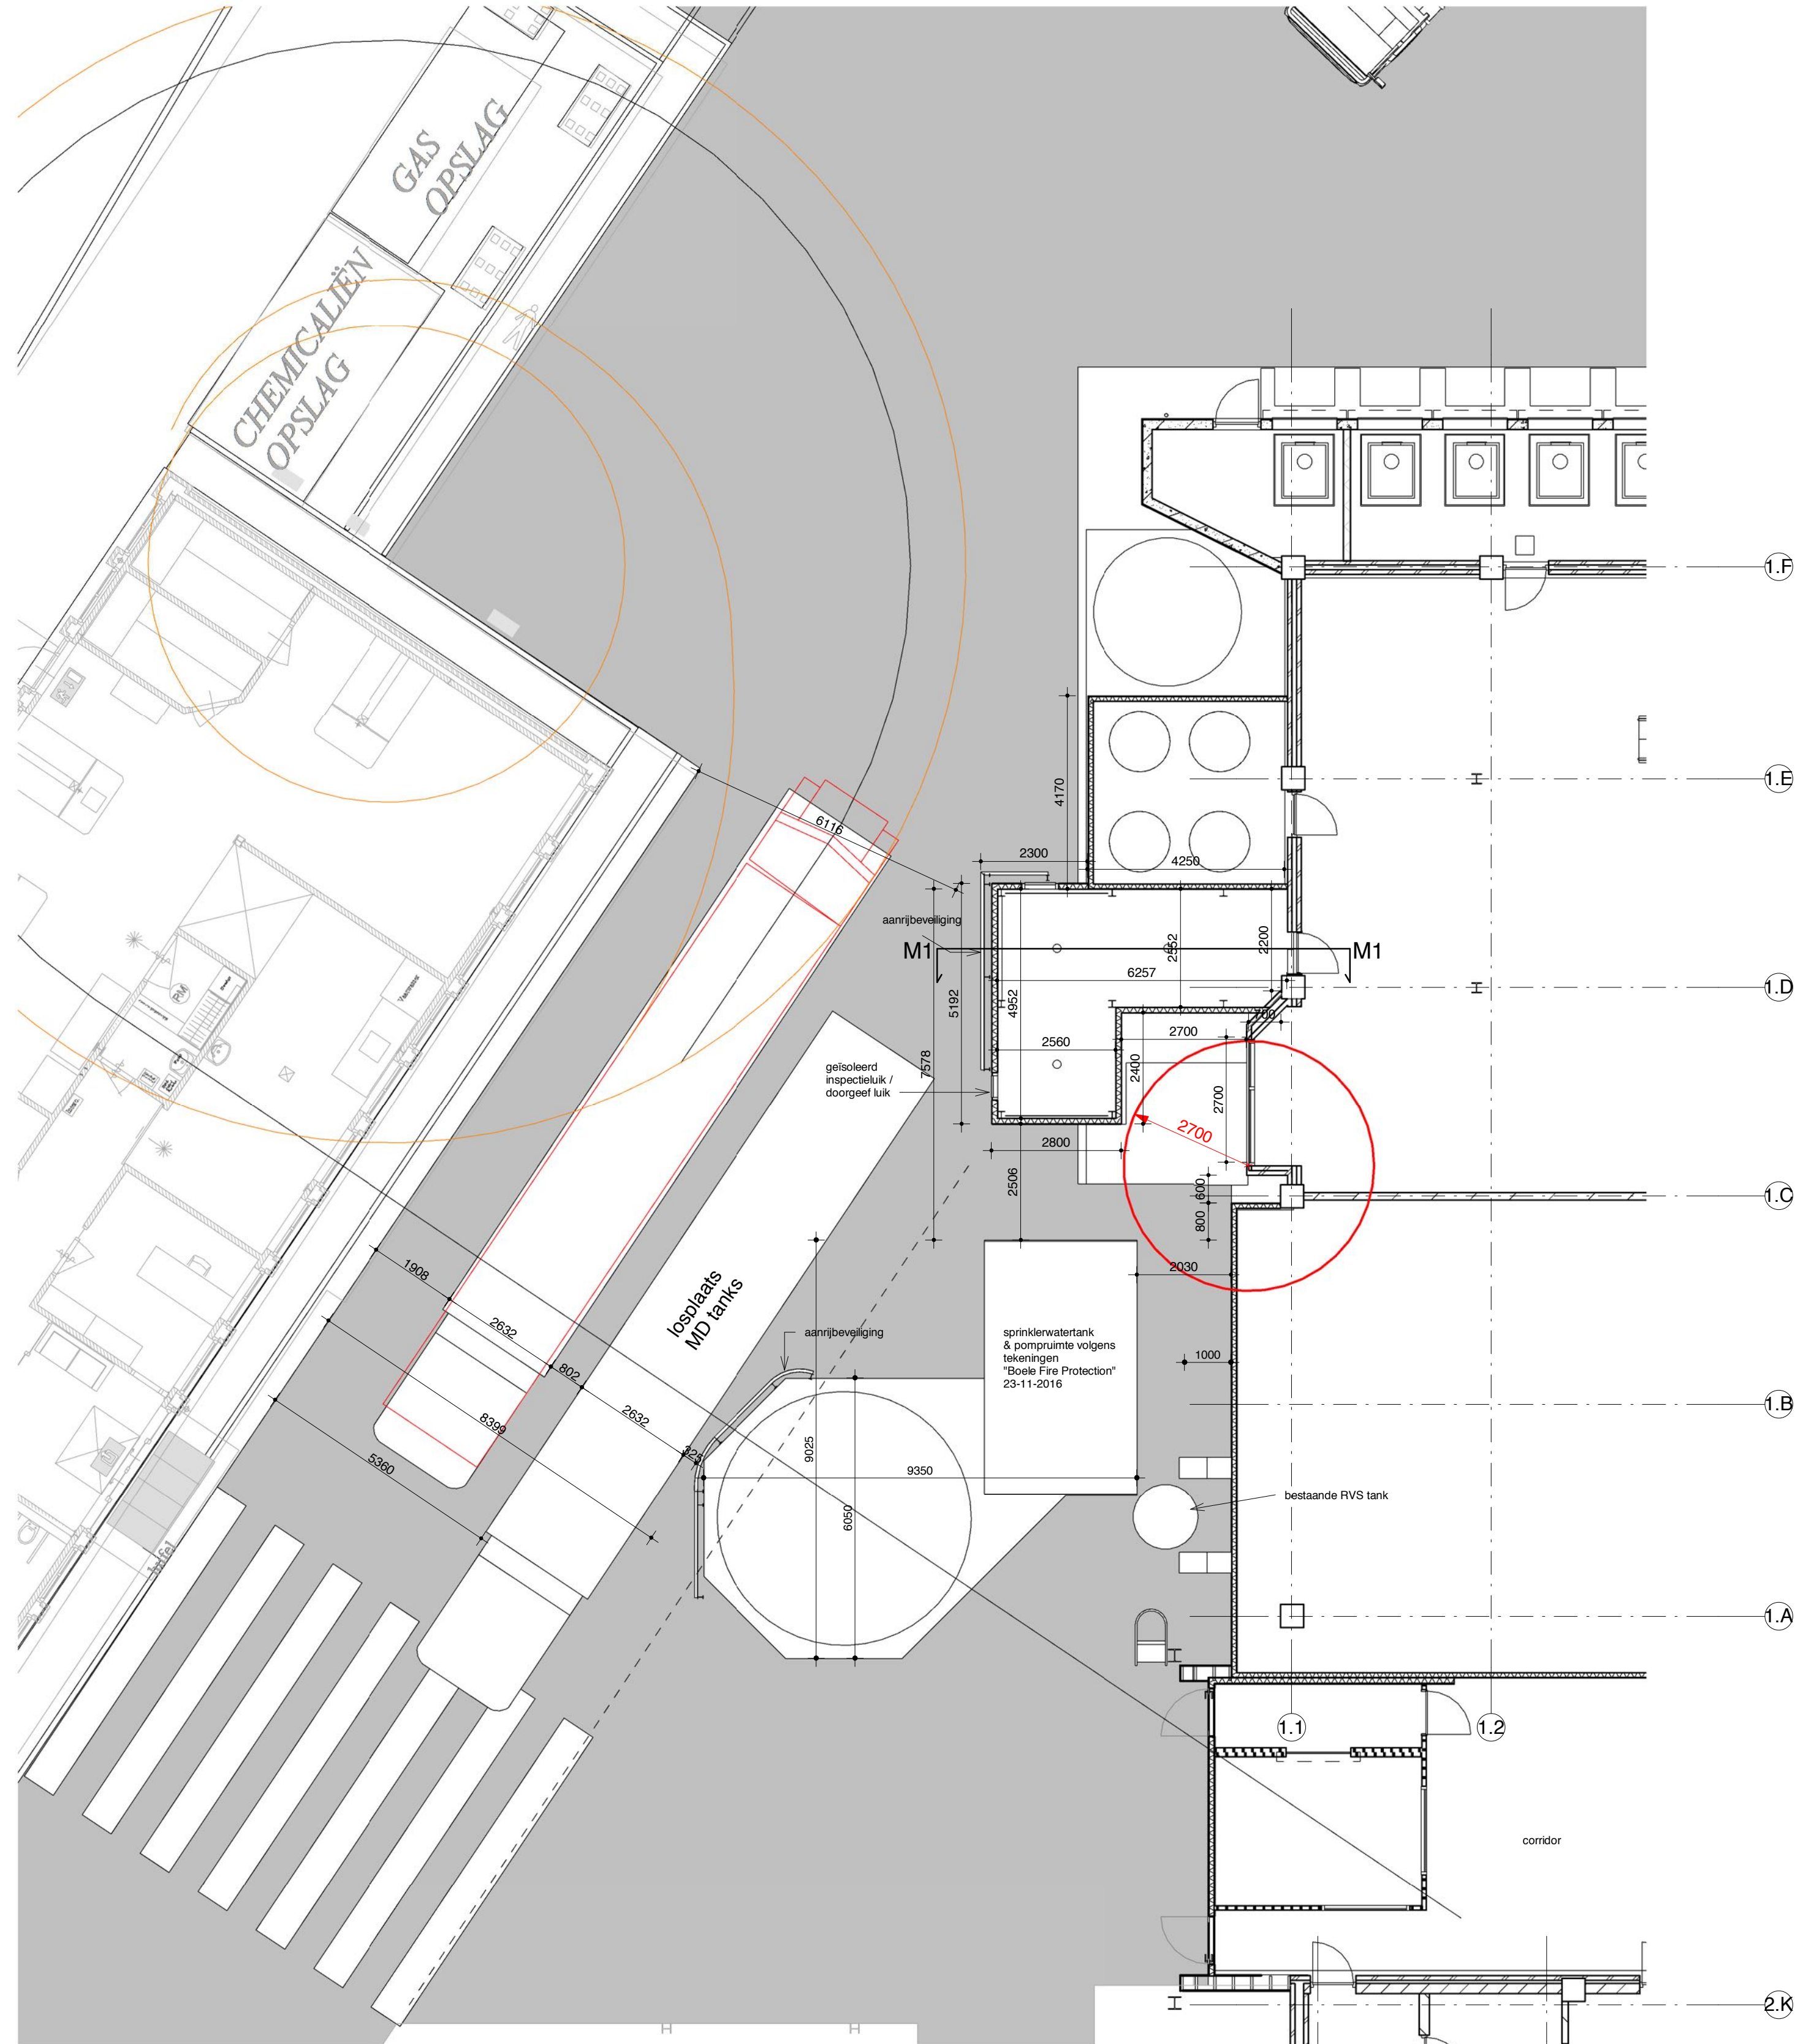 GAS
OPSLAG
CHEMICALIËN
OPSLAG
1.F
4170
1.E
6116
2300
4250
aanrijbeveiliging
M1
M1
2552
2200
6257
1.D
5192
4952
700
2700
2560
7578
2400
geïsoleerd
inspectieluik /
doorgeef luik
2700
2700
2800
2506
600
1.C
800
1908
2030
losplaats
MD tanks
2632
aanrijbeveiliging
sprinklerwatertank
& pompruimte volgens
tekeningen
"Boele Fire Protection"
23-11-2016
1000
802
1.B
2632
8399
325
9025
5360
9350
bestaande RVS tank
6050
1.A
1.1
1.2
corridor
2.K
PM